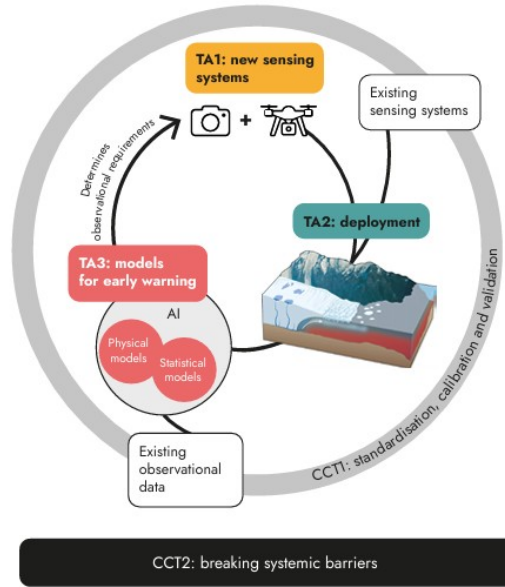 TA1: new sensing
systems
Existing
sensing systems
+
Determines
observational requirements
TA2: deployment
TA3: models
for early warning
AI
Physical
models
Statistical
models
Existing
observational
data
CCT1: standardisation, calibration and validation
CCT2: breaking systemic barriers